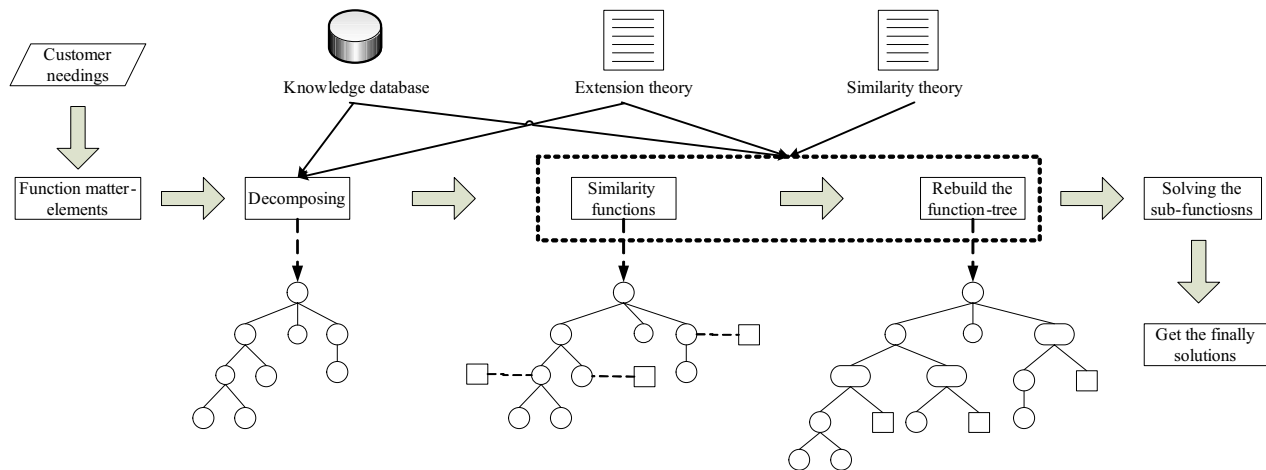 Customer
needings
Knowledge database
Extension theory
Similarity theory
Function matter-
elements
Decomposing
Similarity
functions
Rebuild the
function-tree
Solving the
sub-functiosns
Get the finally
solutions